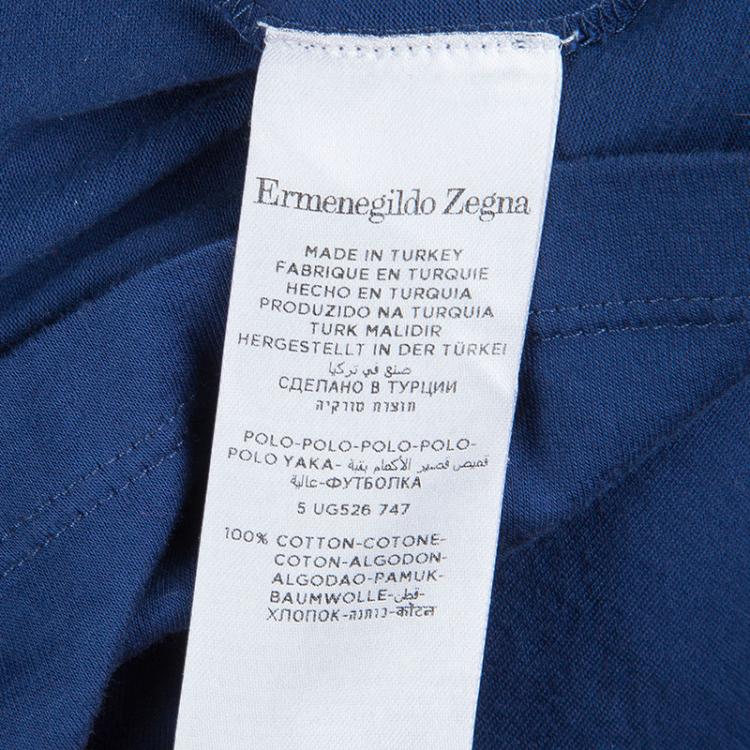 Ermenegildo Zegna
MADE IN TURKEY
FABRIQUE EN TURQUIE
HECHO EN TURQUIA
PRODUZIDO NA TURQUIA
TURK MALIDIR
HERGESTELLT IN DER TÜRKEI
صنع في تركيا
СДЕЛАНО В ТУРЦИИ
תוצרת טורקיה
POLO-POLO-POLO-POLO-
POLO YAKA- قميص قصير الأكمام بقبة
عالية-ФУТБОЛКА
5 UG526 747
100% COTTON-COTONE-
COTON-ALGODON-
ALGODAO-PAMUK-
BAUMWOLLE-قطن-
ХЛОПОК-כותנה-कॉटन